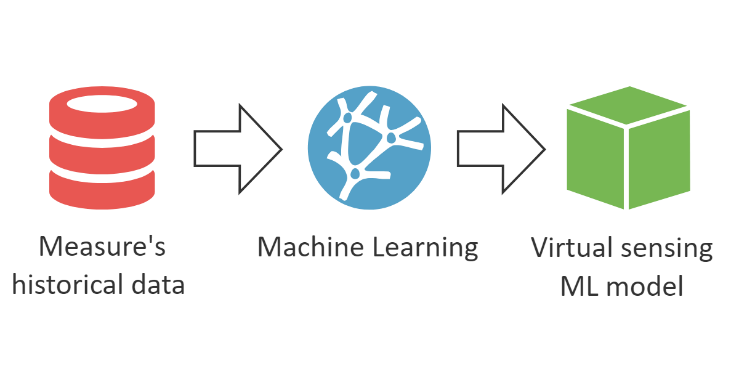 Measure's
historical data
Machine Learning
Virtual sensing
ML model